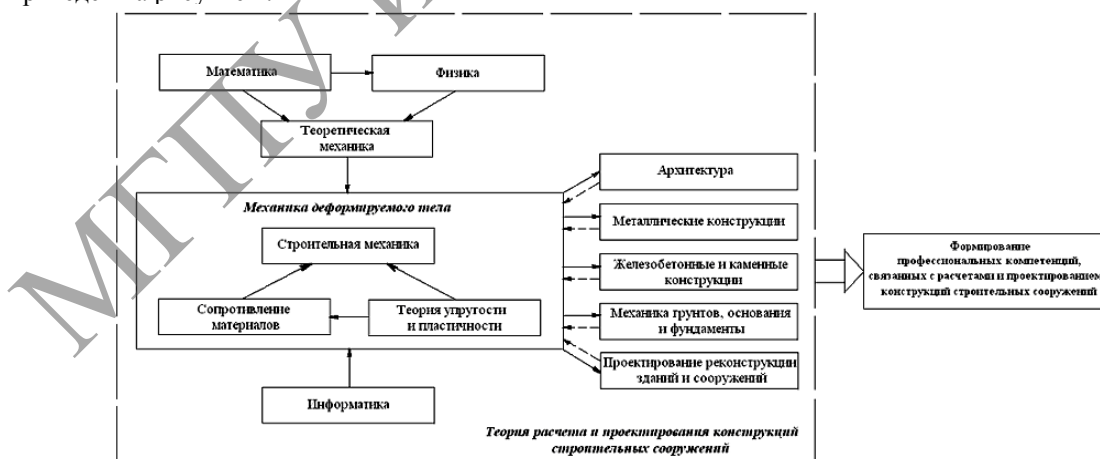 Математика
Физика
Теоретическая
механика
Механика деформируемого тела
Строительная механика
Сопротивление
материалов
Теория упругости
и пластичности
Информатика
Архитектура
Металлические конструкции
Железобетонные и каменные
конструкции
Механика грунтов, основания
и фундаменты
Проектирование реконструкции
зданий и сооружений
Теория расчета и проектирования конструкций
строительных сооружений
Формирование
профессиональных компетенций,
связанных с расчетами и проектированием
конструкций строительных сооружений
МГПУ